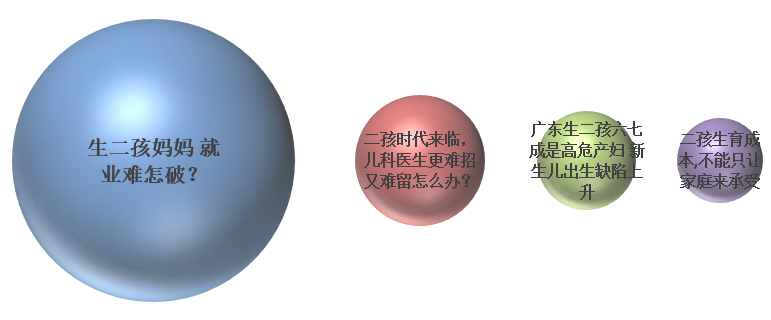 生二孩妈妈 就
业难怎破？
二孩时代来临，
儿科医生更难招
又难留怎么办？
广东生二孩六七
成是高危产妇 新
生儿出生缺陷上
升
二孩生育成
本,不能只让
家庭来承受